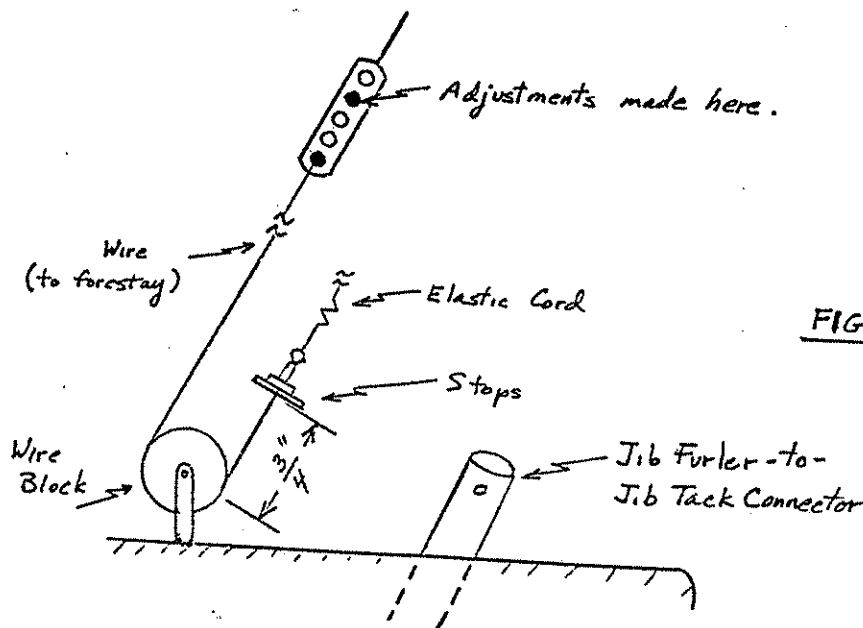 Adjustments made here.
Wire
(to forestay)
Elastic Cord
FIG
Stops
3/4"
Wire
Block
Jib Furler-to-
Jib Tack Connector